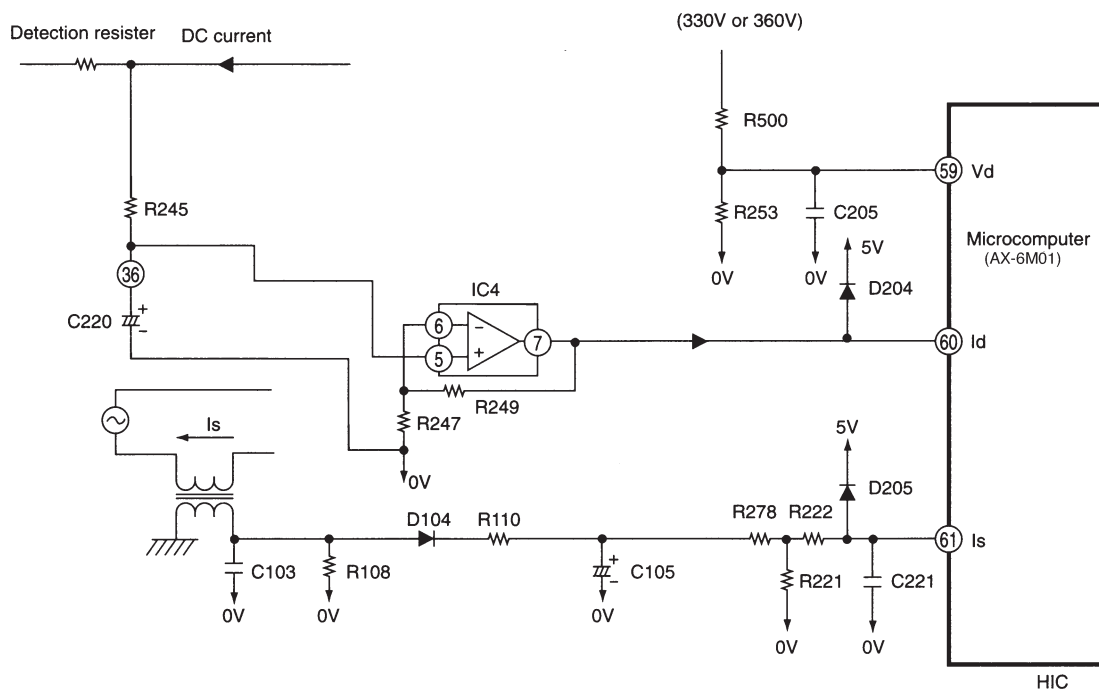 (330V or 360V)
Detection resister
DC current
R500
59
Vd
R253
C205
R245
0V
0V
5V
Microcomputer
(AX-6M01)
36
D204
IC4
C220
+
-
6
-
7
5
+
60
Id
R249
R247
Is
0V
5V
D205
D104
R110
R278
R222
61
Is
C103
R108
+
-
C105
R221
C221
0V
0V
0V
0V
0V
HIC